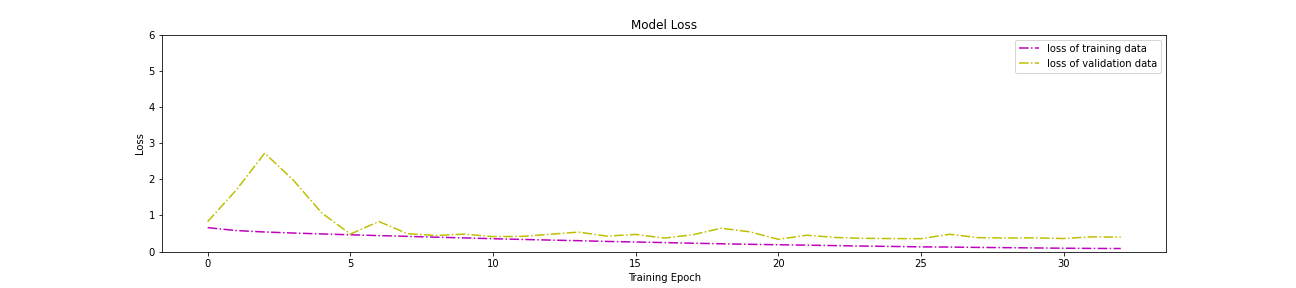 Model Loss
6
5
4
3
2
1
0
Loss
loss of training data
loss of validation data
0 5 10 15 20 25 30
Training Epoch